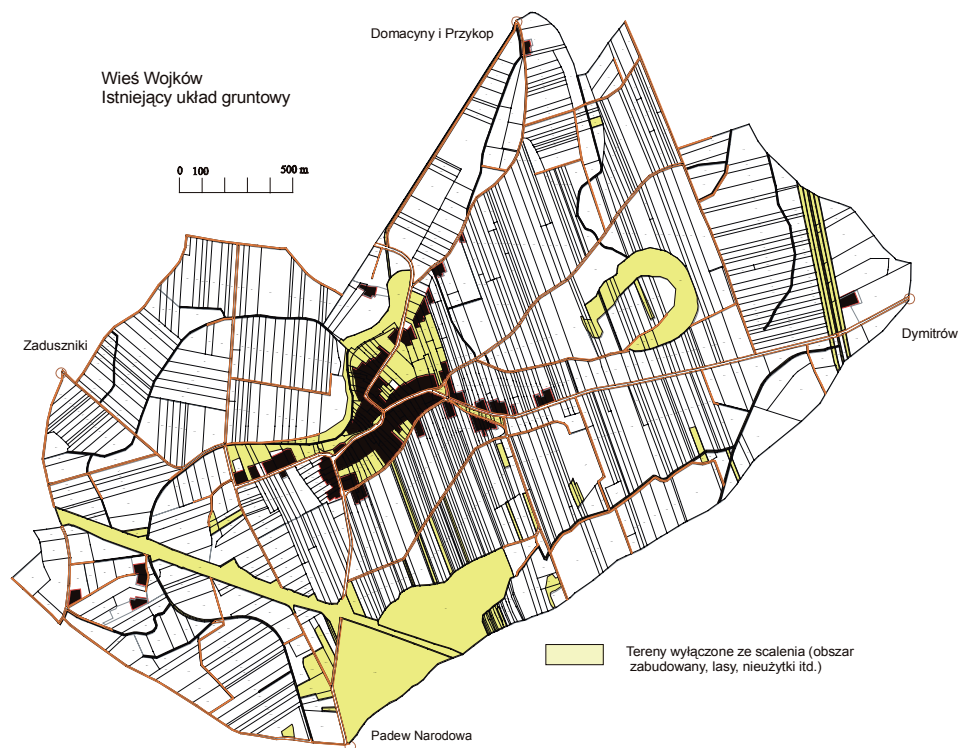 Domacyny i Przykop
Wieś Wojków
Istniejący układ gruntowy
0 100 500 m
Zaduszniki
Dymitrów
Tereny wyłączone ze scalenia (obszar
zabudowany, lasy, nieużytki itd.)
Padew Narodowa